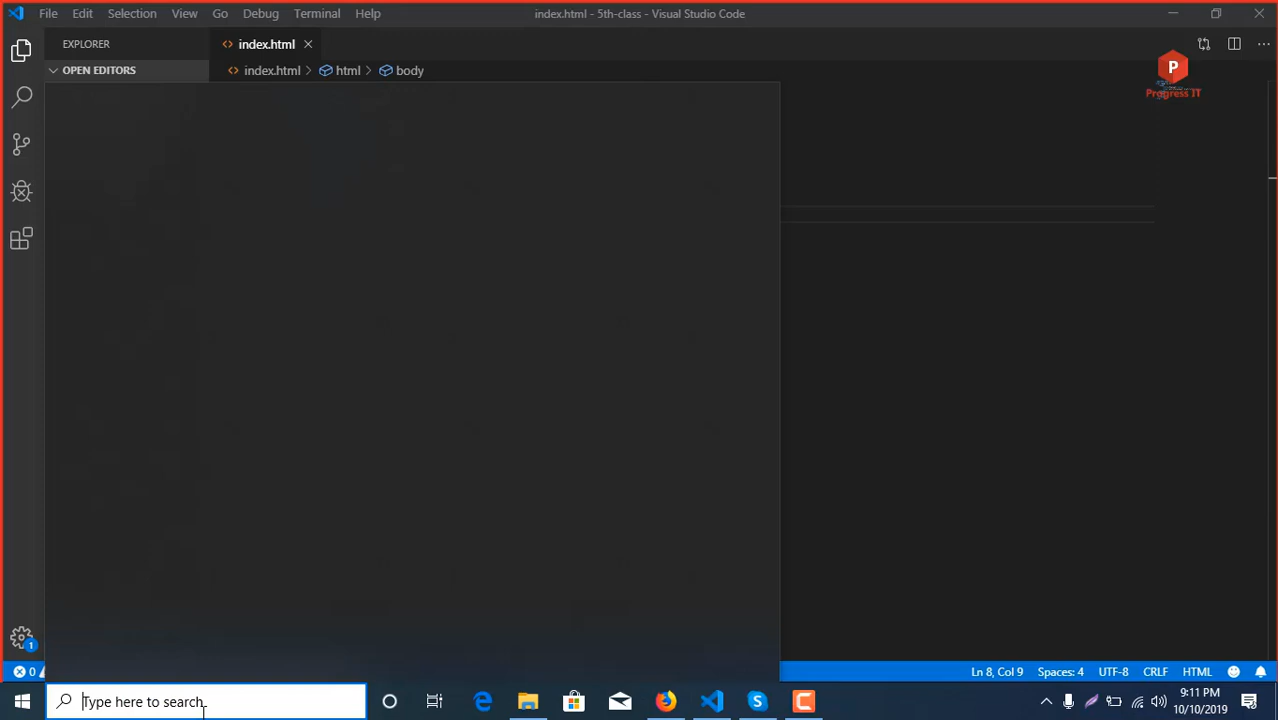 File Edit Selection View Go Debug Terminal Help index.html - 5th-class - Visual Studio Code
EXPLORER index.html
OPEN EDITORS index.html > html > body
P
Progress IT
1
0 Ln 8, Col 9 Spaces: 4 UTF-8 CRLF HTML
Type here to search
9:11 PM
10/10/2019